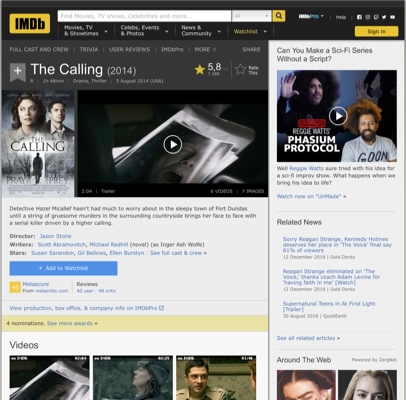 IMDb
Find Movies, TV shows, Celebrities and more...
All
Movies, TV
& Showtimes
Celebs, Events
& Photos
News &
Community
Watchlist
IMDbPro
Help
Sign in
FULL CAST AND CREW | TRIVIA | USER REVIEWS | IMDbPro | MORE
SHARE
The Calling (2014)
1h 48min | Drama, Thriller | 5 August 2014 (USA)
5,8
Rate
This
THE
CALLING
2:04 | Trailer
6 VIDEOS | 7 IMAGES
Detective Hazel Micallef hasn't had much to worry about in the sleepy town of Fort Dundas
until a string of gruesome murders in the surrounding countryside brings her face to face with
a serial killer driven by a higher calling.
Director: Jason Stone
Writers: Scott Abramovitch, Michael Redhill (novel) (as Inger Ash Wolfe)
Stars: Susan Sarandon, Gil Bellows, Ellen Burstyn | See full cast & crew »
+ Add to Watchlist
Metascore
From metacritic.com
Reviews
40 user | 48 critic
View production, box office, & company info on IMDbPro
4 nominations. See more awards »
Videos
IMDb
02:04
IMDb
IMDb
Can You Make a Sci-Fi Series
Without a Script?
REGGIE WATTS'
PHASIUM
PROTOCOL
Well Reggie Watts sure tried with his idea
for a sci-fi improv show. What happens when we
bring his idea to life?
Watch now on "UnMade" »
Related News
Sorry Reagan Strange, Kennedy Holmes
deserves her place in 'The Voice' final say
61% of viewers
12 December 2018 | Gold Derby
Reagan Strange eliminated on 'The
Voice,' thanks coach Adam Levine for
'having faith in me' [Watch]
12 December 2018 | Gold Derby
Supernatural Teens in At First Light
[Trailer]
30 August 2018 | QuietEarth
See all related articles »
Around The Web
Powered by ZergNet